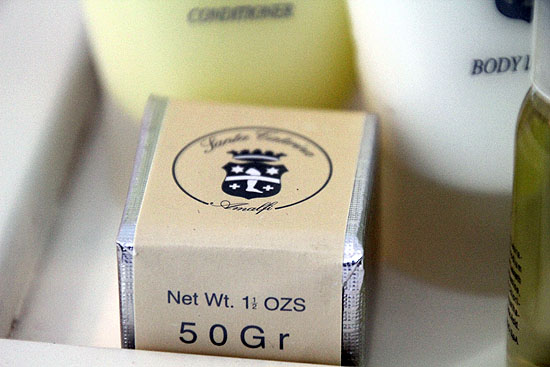 CONDITIONER
BODY
Santa Caterina
Amalfi
Net Wt. 1½ OZS
50Gr